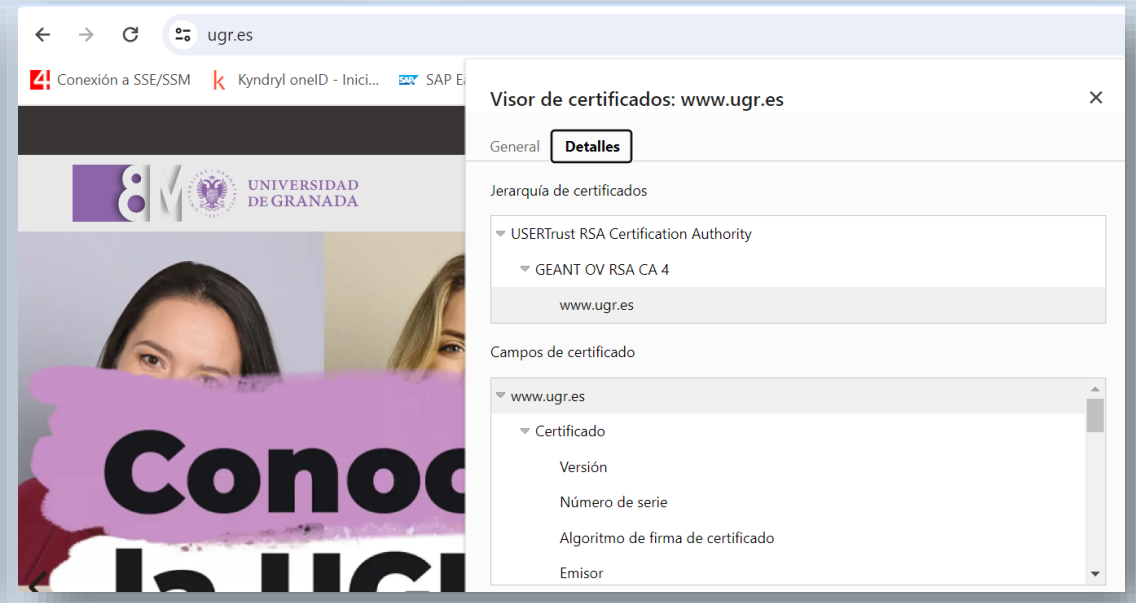 ugr.es
Conexión a SSE/SSM
Kyndryl oneID - Inici...
SAP
8M
UNIVERSIDAD
DE GRANADA
Conoc
la UG
Visor de certificados: www.ugr.es
General
Detalles
Jerarquía de certificados
USERTrust RSA Certification Authority
GEANT OV RSA CA 4
www.ugr.es
Campos de certificado
www.ugr.es
Certificado
Versión
Número de serie
Algoritmo de firma de certificado
Emisor